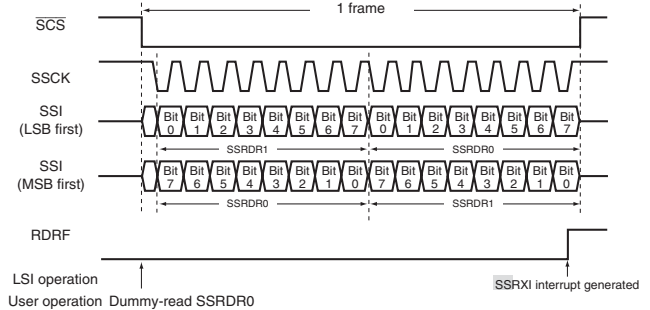 1 frame
SCS
SSCK
SSI
(LSB first)
Bit 0 Bit 1 Bit 2 Bit 3 Bit 4 Bit 5 Bit 6 Bit 7 Bit 0 Bit 1 Bit 2 Bit 3 Bit 4 Bit 5 Bit 6 Bit 7
SSRDR1 SSRDR0
SSI
(MSB first)
Bit 7 Bit 6 Bit 5 Bit 4 Bit 3 Bit 2 Bit 1 Bit 0 Bit 7 Bit 6 Bit 5 Bit 4 Bit 3 Bit 2 Bit 1 Bit 0
SSRDR0 SSRDR1
RDRF
LSI operation
SSRXI interrupt generated
User operation Dummy-read SSRDR0